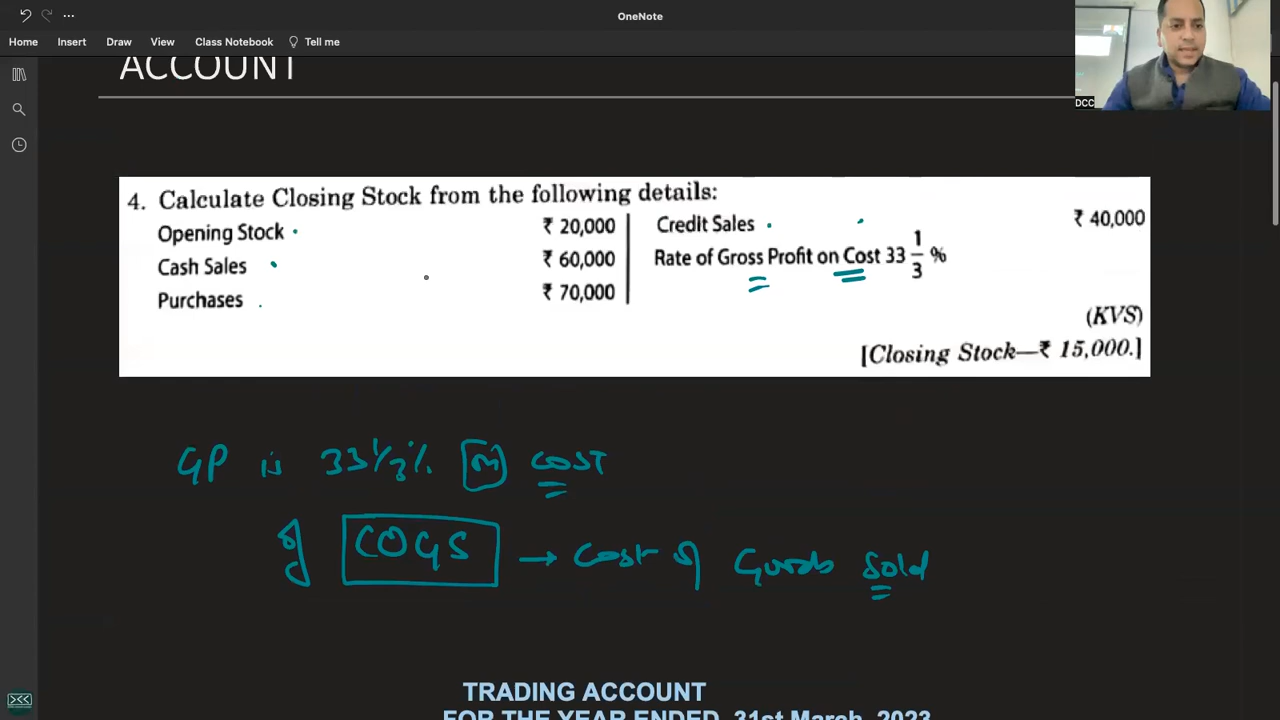 OneNote
Home Insert Draw View Class Notebook Tell me
ACCOUNT
DCC
4. Calculate Closing Stock from the following details:
Opening Stock ₹ 20,000 Credit Sales ₹ 40,000
Cash Sales ₹ 60,000 Rate of Gross Profit on Cost 33 1/3 %
Purchases ₹ 70,000
(KVS)
[Closing Stock—₹ 15,000.]
GP is 33 1/3 % on COST
of COGS → Cost of Goods Sold
TRADING ACCOUNT
FOR THE YEAR ENDED 31st March, 2023